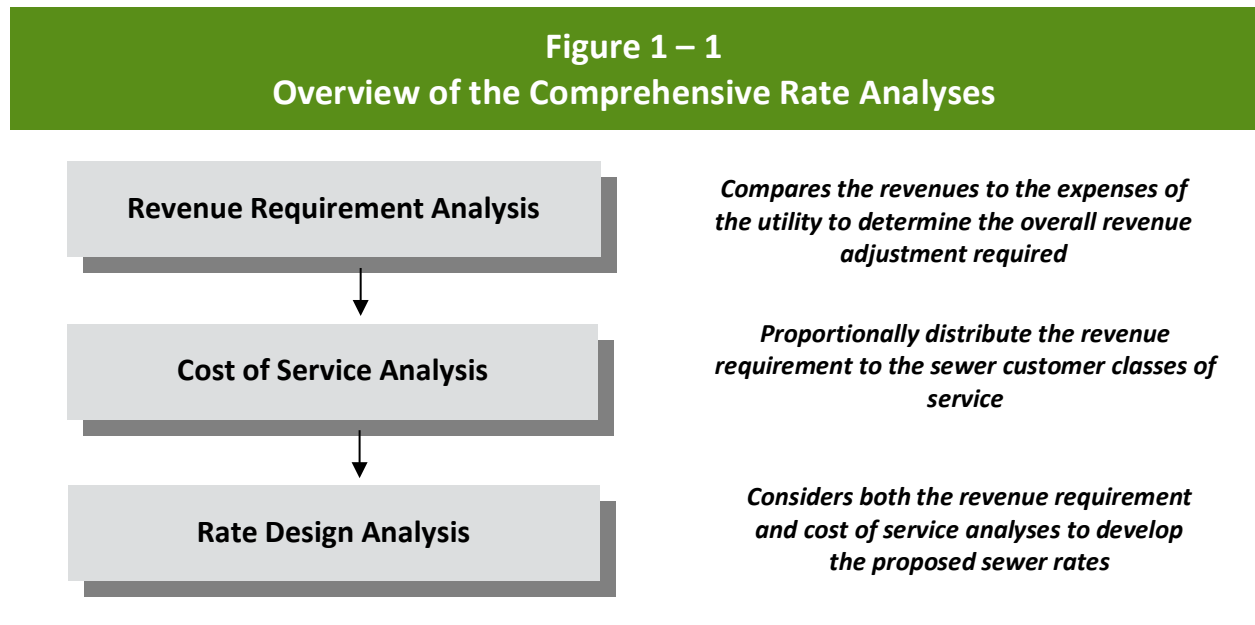 Figure 1 – 1
Overview of the Comprehensive Rate Analyses
Revenue Requirement Analysis
Compares the revenues to the expenses of
the utility to determine the overall revenue
adjustment required
Cost of Service Analysis
Proportionally distribute the revenue
requirement to the sewer customer classes of
service
Rate Design Analysis
Considers both the revenue requirement
and cost of service analyses to develop
the proposed sewer rates